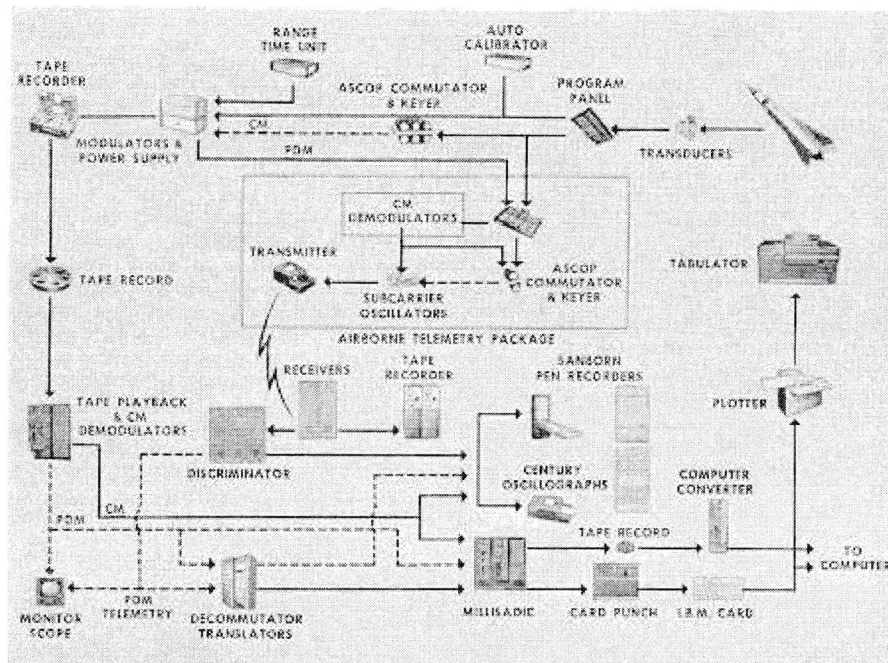 RANGE
TIME UNIT
AUTO
CALIBRATOR
TAPE
RECORDER
ASCOP COMMUTATOR
& KEYER
PROGRAM
PANEL
CM
MODULATORS &
POWER SUPPLY
TRANSDUCERS
PDM
CM
DEMODULATORS
TRANSMITTER
ASCOP
COMMUTATOR
& KEYER
TABULATOR
TAPE RECORD
SUBCARRIER
OSCILLATORS
AIRBORNE TELEMETRY PACKAGE
RECEIVERS
TAPE
RECORDER
SANBORN
PEN RECORDERS
TAPE PLAYBACK
& CM
DEMODULATORS
PLOTTER
DISCRIMINATOR
CENTURY
OSCILLOGRAPHS
COMPUTER
CONVERTER
CM
PDM
TAPE RECORD
TO
COMPUTER
PDM
TELEMETRY
MONITOR
SCOPE
DECOMMUTATOR
TRANSLATORS
MILLISADIC
CARD PUNCH
I.B.M. CARD